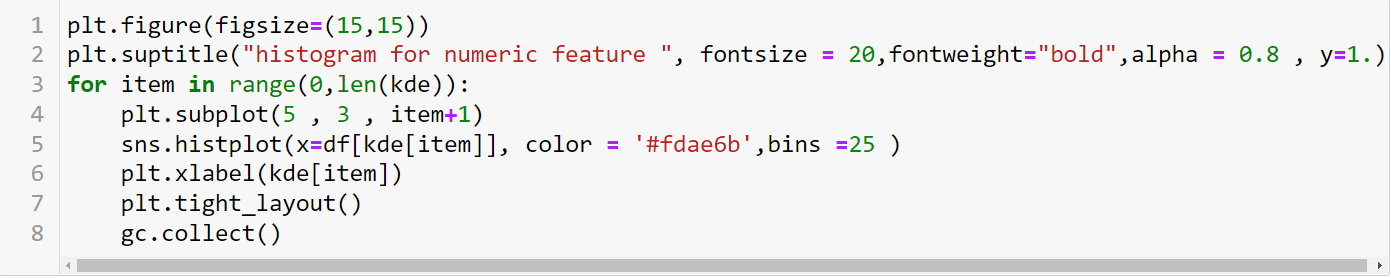 1 plt.figure(figsize=(15,15))
2 plt.suptitle("histogram for numeric feature ", fontsize = 20,fontweight="bold",alpha = 0.8 , y=1.)
3 for item in range(0,len(kde)):
4     plt.subplot(5 , 3 , item+1)
5     sns.histplot(x=df[kde[item]], color = '#fdae6b',bins =25 )
6     plt.xlabel(kde[item])
7     plt.tight_layout()
8     gc.collect()